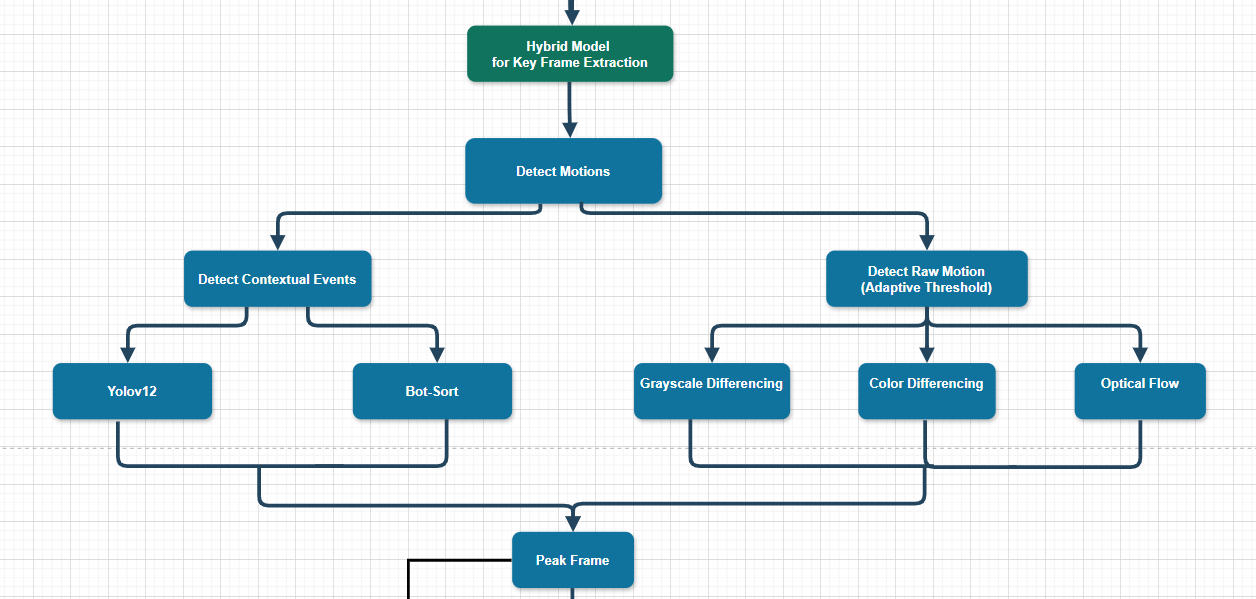 Hybrid Model
for Key Frame Extraction
Detect Motions
Detect Contextual Events
Detect Raw Motion
(Adaptive Threshold)
Yolov12
Bot-Sort
Grayscale Differencing
Color Differencing
Optical Flow
Peak Frame